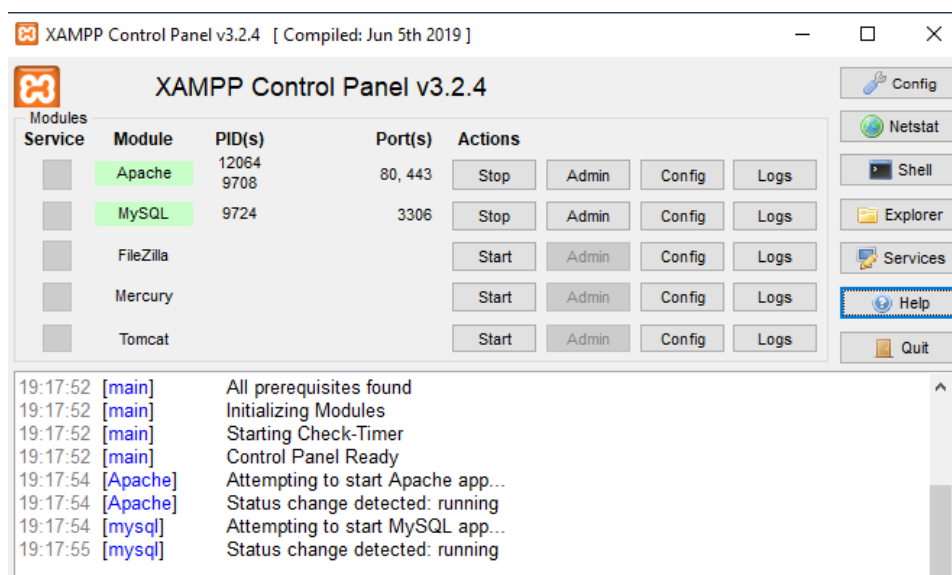 XAMPP Control Panel v3.2.4 [ Compiled: Jun 5th 2019 ]
XAMPP Control Panel v3.2.4
Config
Modules
Service Module PID(s) Port(s) Actions
Netstat
Apache 12064 9708 80, 443 Stop Admin Config Logs
Shell
MySQL 9724 3306 Stop Admin Config Logs
Explorer
FileZilla Start Admin Config Logs
Services
Mercury Start Admin Config Logs
Help
Tomcat Start Admin Config Logs
Quit
19:17:52 [main] All prerequisites found
19:17:52 [main] Initializing Modules
19:17:52 [main] Starting Check-Timer
19:17:52 [main] Control Panel Ready
19:17:54 [Apache] Attempting to start Apache app...
19:17:54 [Apache] Status change detected: running
19:17:54 [mysql] Attempting to start MySQL app...
19:17:55 [mysql] Status change detected: running